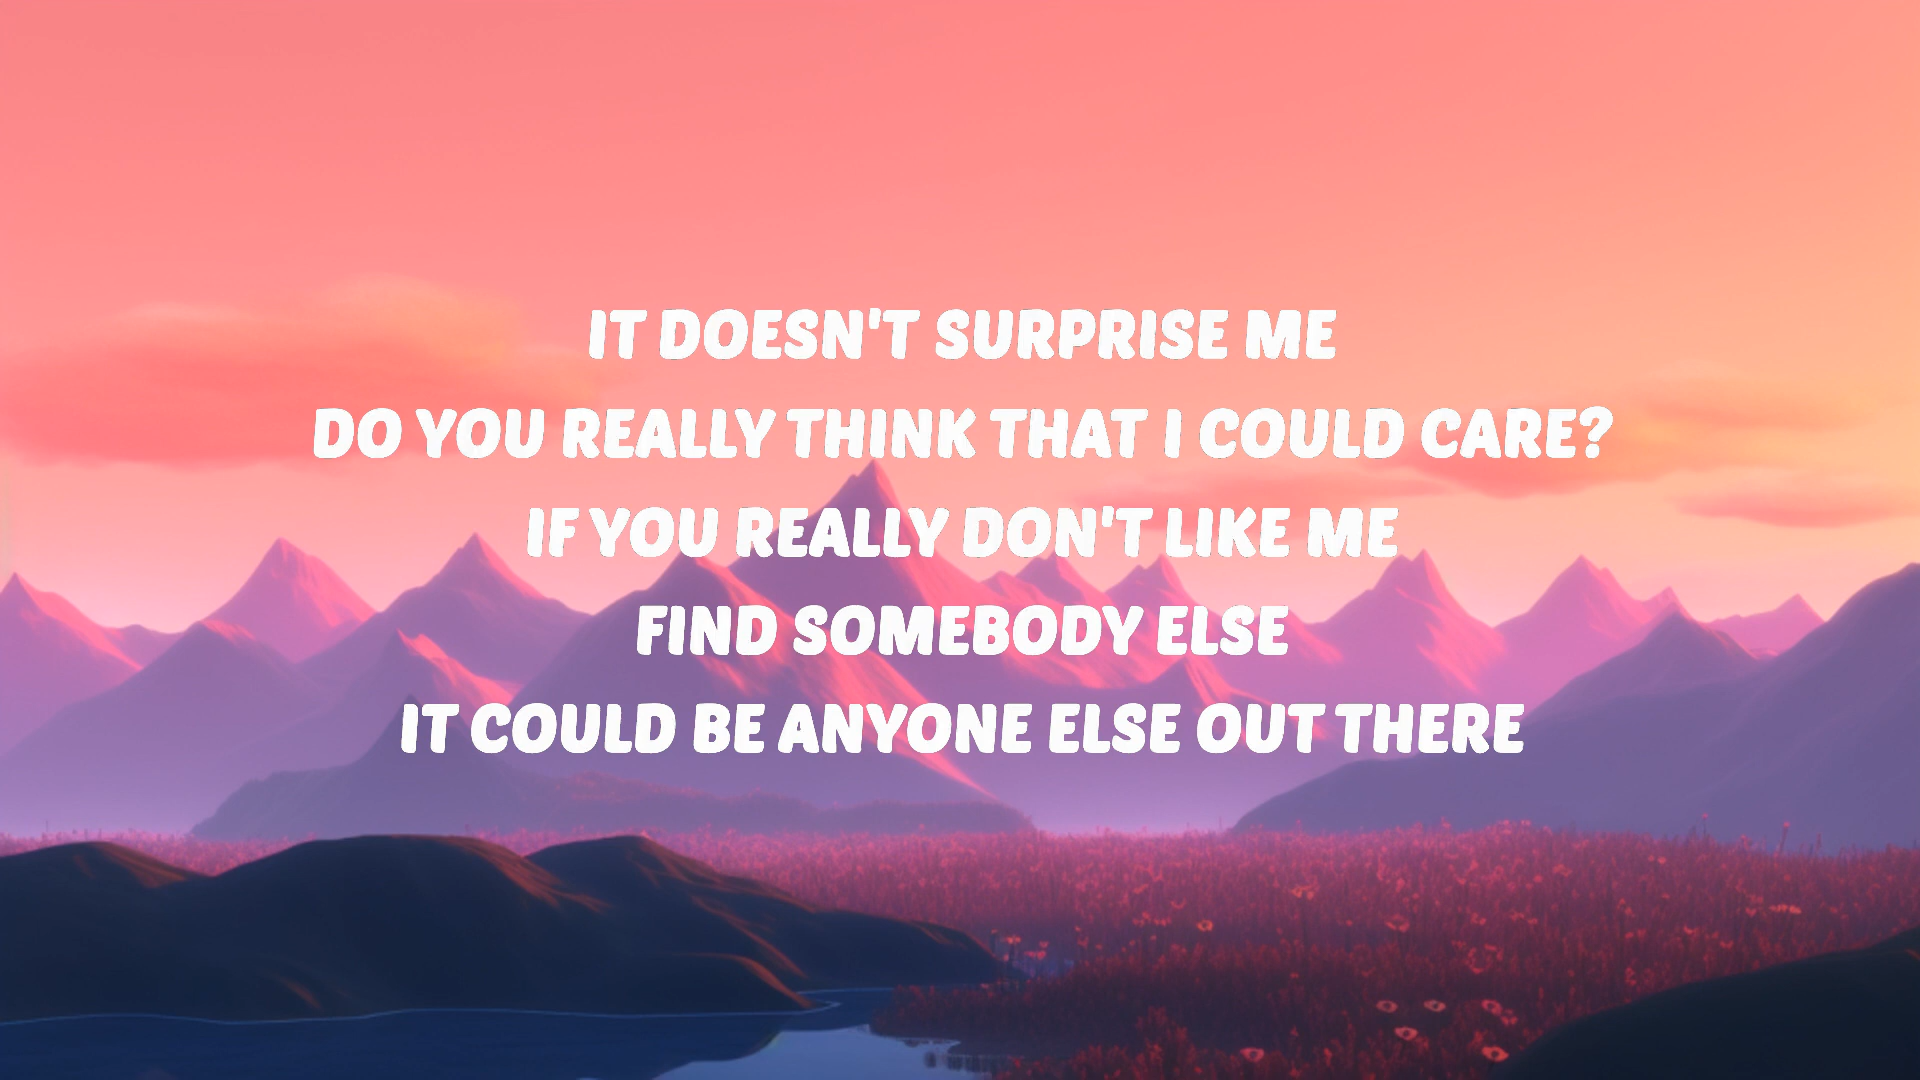 IT DOESN'T SURPRISE ME
DO YOU REALLY THINK THAT I COULD CARE?
IF YOU REALLY DON'T LIKE ME
FIND SOMEBODY ELSE
IT COULD BE ANYONE ELSE OUT THERE